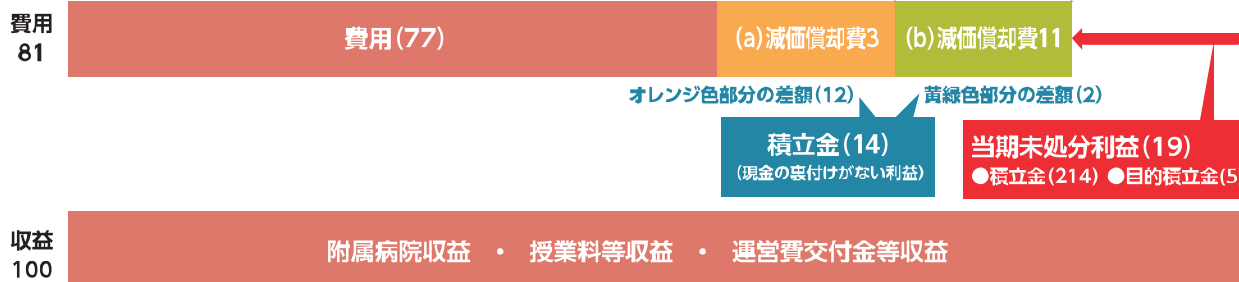 費用
81
費用(77)
(a)減価償却費3
(b)減価償却費11
オレンジ色部分の差額(12)
黄緑色部分の差額(2)
積立金(14)
(現金の裏付けがない利益)
当期未処分利益(19)
●積立金(214) ●目的積立金(5
収益
100
附属病院収益 ・ 授業料等収益 ・ 運営費交付金等収益